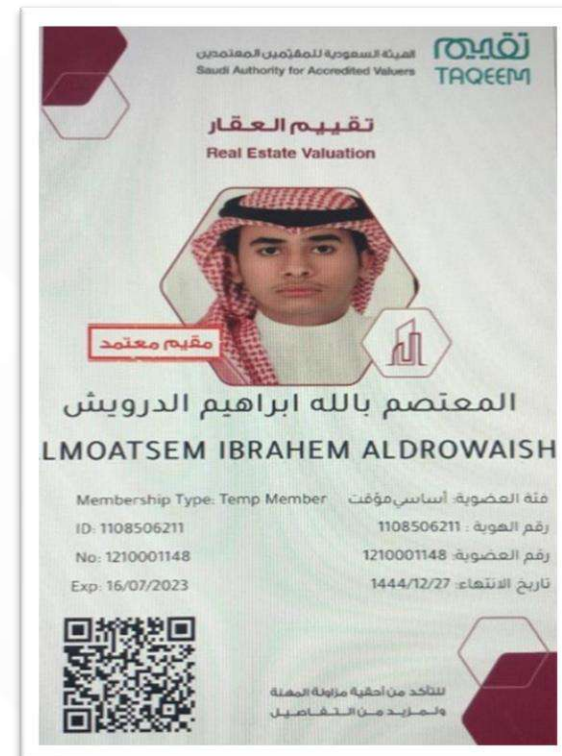 الهيئة السعودية للمقيّمين المعتمدين
Saudi Authority for Accredited Valuers
تقييم
TAQEEM
تقييم العقار
Real Estate Valuation
مقيم معتمد
المعتصم بالله ابراهيم الدرويش
LMOATSEM IBRAHEM ALDROWAISH
Membership Type: Temp Member فئة العضوية: أساسي مؤقت
ID: 1108506211 رقم الهوية : 1108506211
No: 1210001148 رقم العضوية: 1210001148
Exp: 16/07/2023 تاريخ الانتهاء: 1444/12/27
للتأكد من أحقية مزاولة المهنة
ولمزيد من التفاصيل